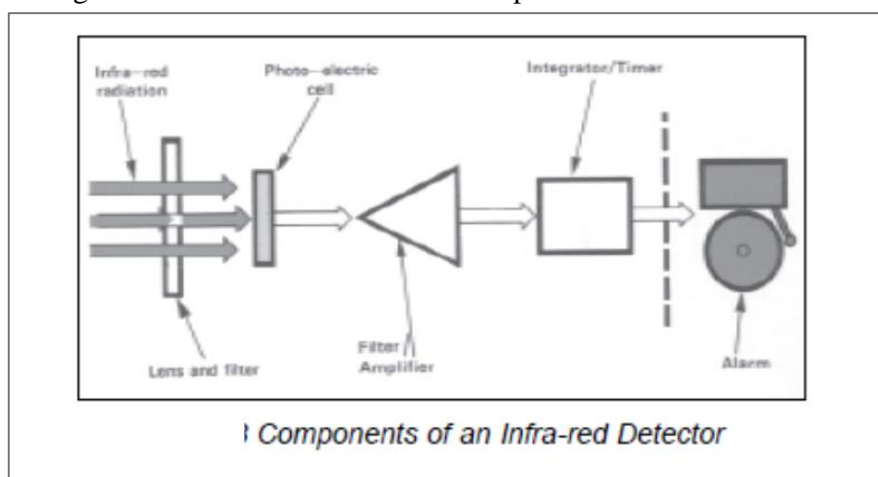 Infra-red
radiation
Photo-electric
cell
Integrator/Timer
Lens and filter
Filter
Amplifier
Alarm
Components of an Infra-red Detector